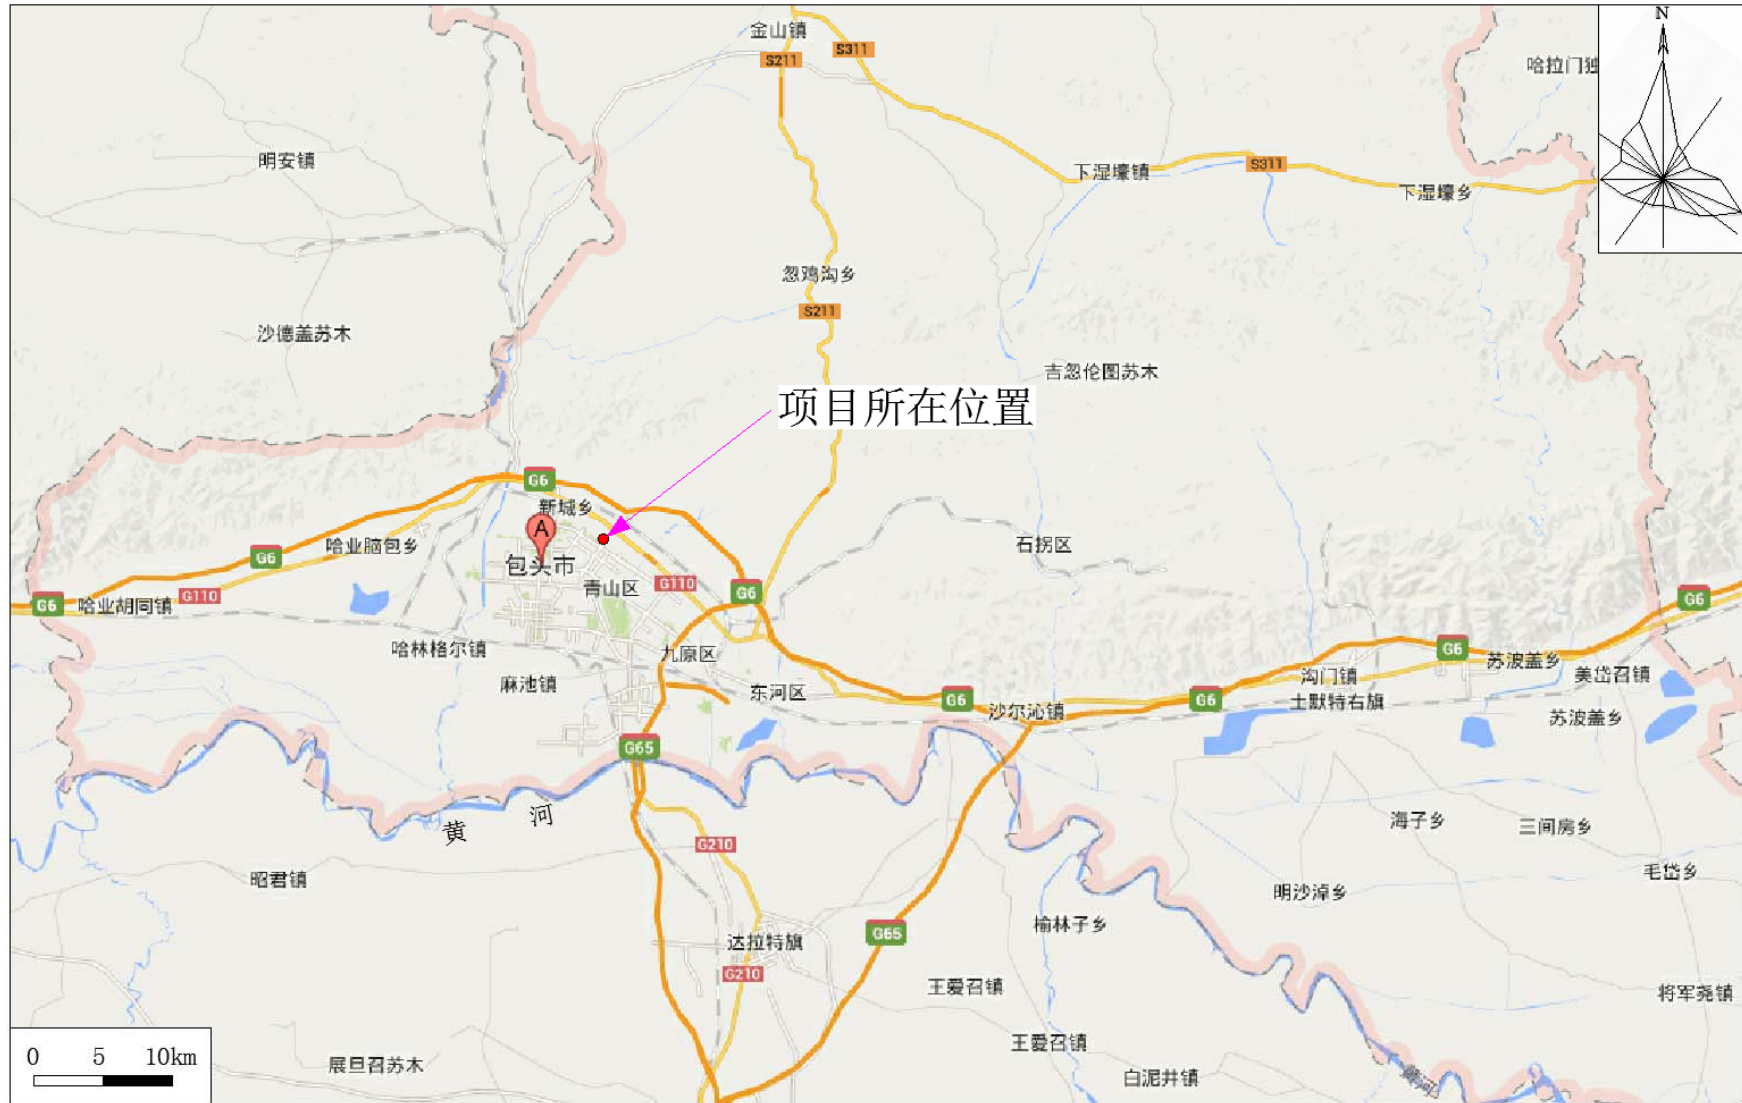 金山镇
S311
S211
N
哈拉门独
明安镇
下湿壕镇
S311
下湿壕乡
忽鸡沟乡
S211
沙德盖苏木
吉忽伦图苏木
项目所在位置
G6
新城乡
A
哈业脑包乡
G6
包头市
石拐区
青山区
G110
G6
G6
哈业胡同镇
G110
G6
哈林格尔镇
九原区
G6
苏波盖乡
麻池镇
东河区
沟门镇
美岱召镇
G6
沙尔沁镇
G6
土默特右旗
苏波盖乡
G65
黄河
海子乡
三间房乡
G210
昭君镇
毛岱乡
明沙淖乡
榆林子乡
达拉特旗
G65
G210
王爱召镇
将军尧镇
王爱召镇
0 5 10km
展旦召苏木
白泥井镇
黄河